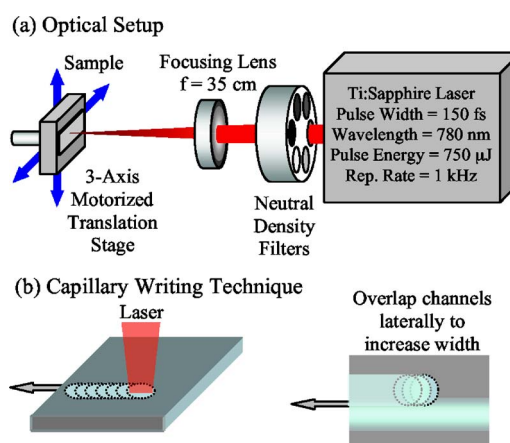 (a) Optical Setup
Sample
Focusing Lens
f = 35 cm
Ti:Sapphire Laser
Pulse Width = 150 fs
Wavelength = 780 nm
Pulse Energy = 750 μJ
Rep. Rate = 1 kHz
3-Axis
Motorized
Translation
Stage
Neutral
Density
Filters
(b) Capillary Writing Technique
Laser
Overlap channels
laterally to
increase width